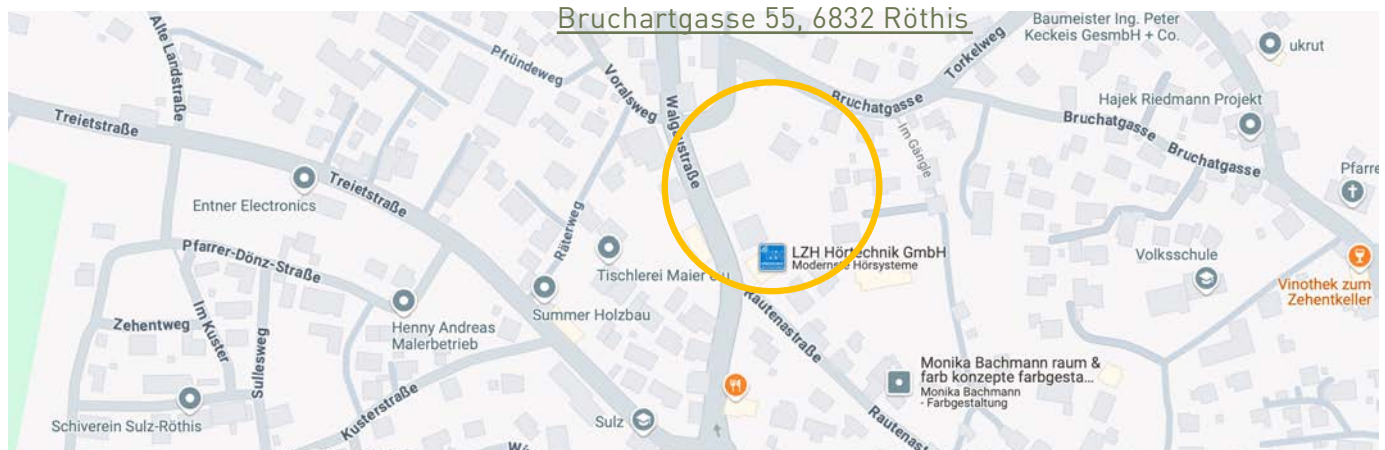 Bruchartgasse 55, 6832 Röthis
Baumeister Ing. Peter
Keckeis GesmbH + Co.
ukrut
Alte Landstraße
Pfründeweg
Voralsweg
Torkelweg
Treietstraße
Walgaustraße
Bruchatgasse
Hajek Riedmann Projekt
Bruchatgasse
Im Gängle
Bruchatgasse
Pfarre
Treietstraße
Entner Electronics
Räterweg
Pfarrer-Dönz-Straße
LZH Hörtechnik GmbH
Modernste Hörsysteme
Tischlerei Maier e.u
Volksschule
Vinothek zum
Zehentkeller
Summer Holzbau
Rautenastraße
Zehentweg
Im Kuster
Henny Andreas
Malerbetrieb
Sullesweg
Monika Bachmann raum &
farb konzepte farbgesta...
Monika Bachmann
- Farbgestaltung
Kusterstraße
Schiverein Sulz-Röthis
Sulz
Rautenast